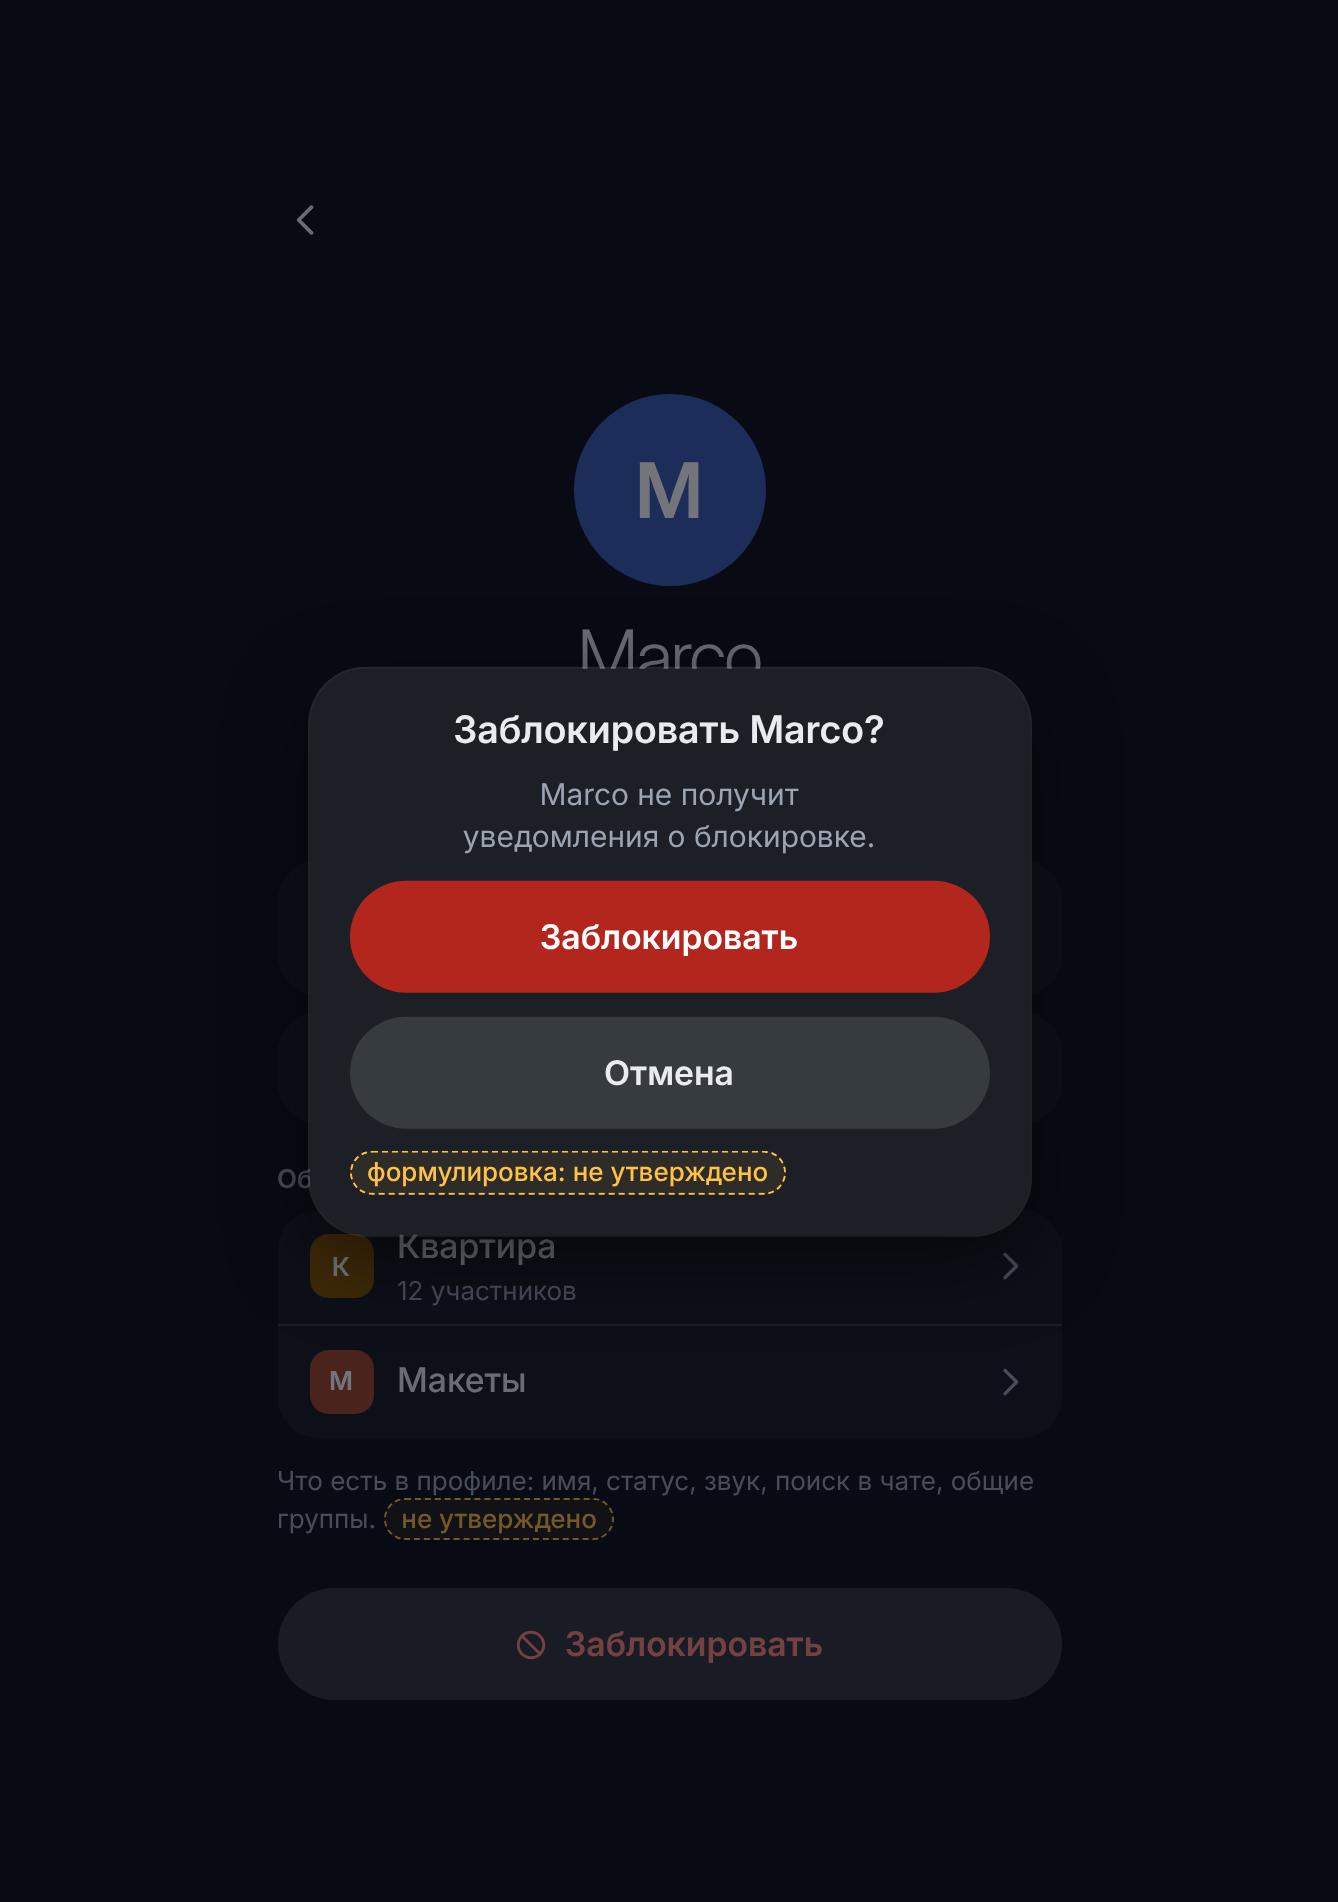 M
Marco
Заблокировать Marco?
Marco не получит
уведомления о блокировке.
Заблокировать
Отмена
формулировка: не утверждено
К
Квартира
12 участников
М
Макеты
Что есть в профиле: имя, статус, звук, поиск в чате, общие
группы. не утверждено
Заблокировать